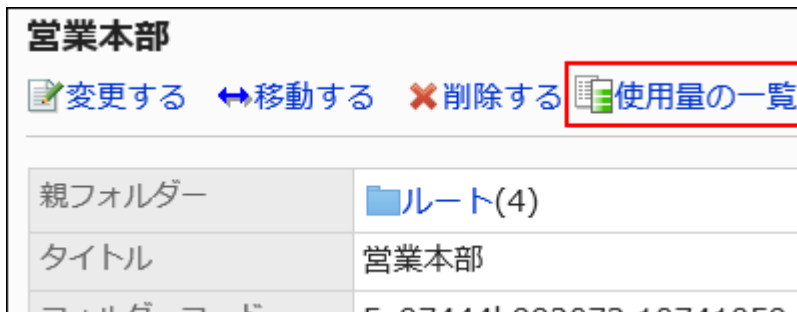 営業本部
変更する 移動する 削除する 使用量の一覧
親フォルダー ルート(4)
タイトル 営業本部